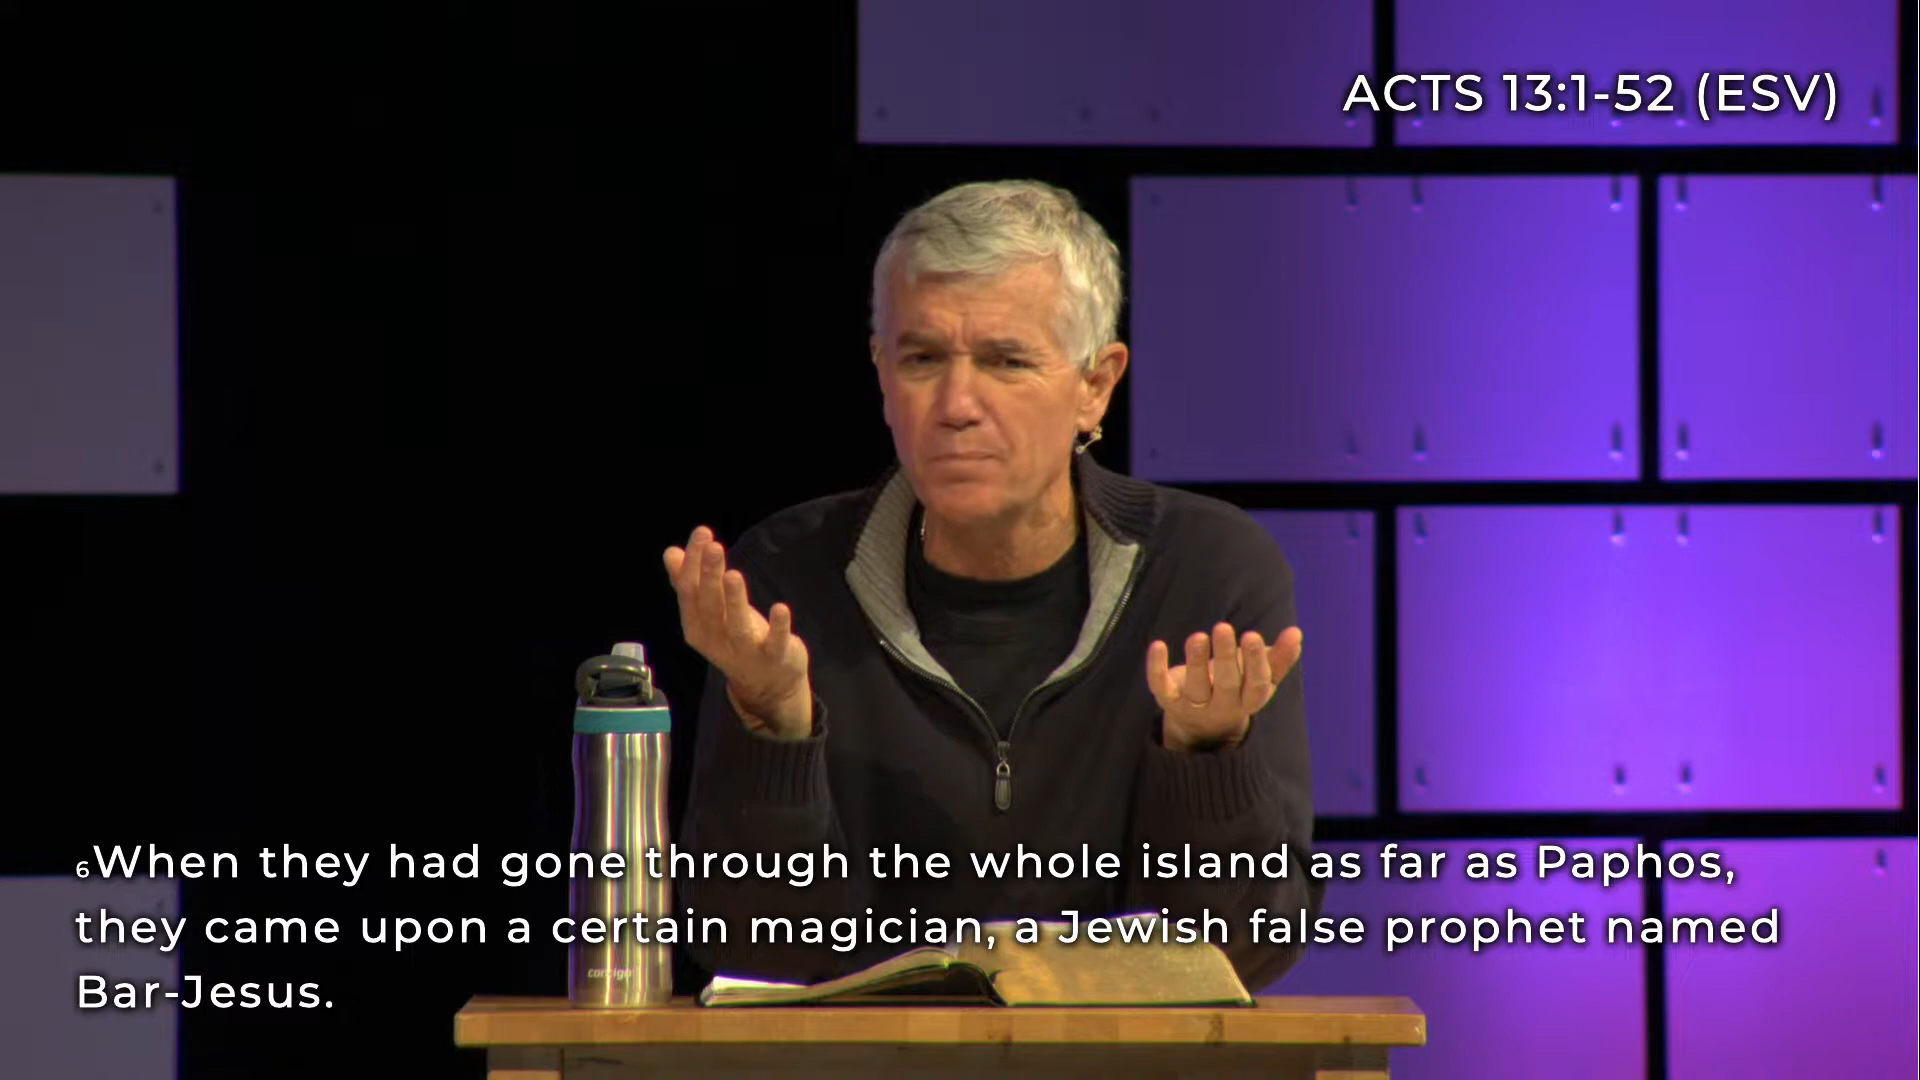 ACTS 13:1-52 (ESV)
6When they had gone through the whole island as far as Paphos,
they came upon a certain magician, a Jewish false prophet named
Bar-Jesus.
contigo